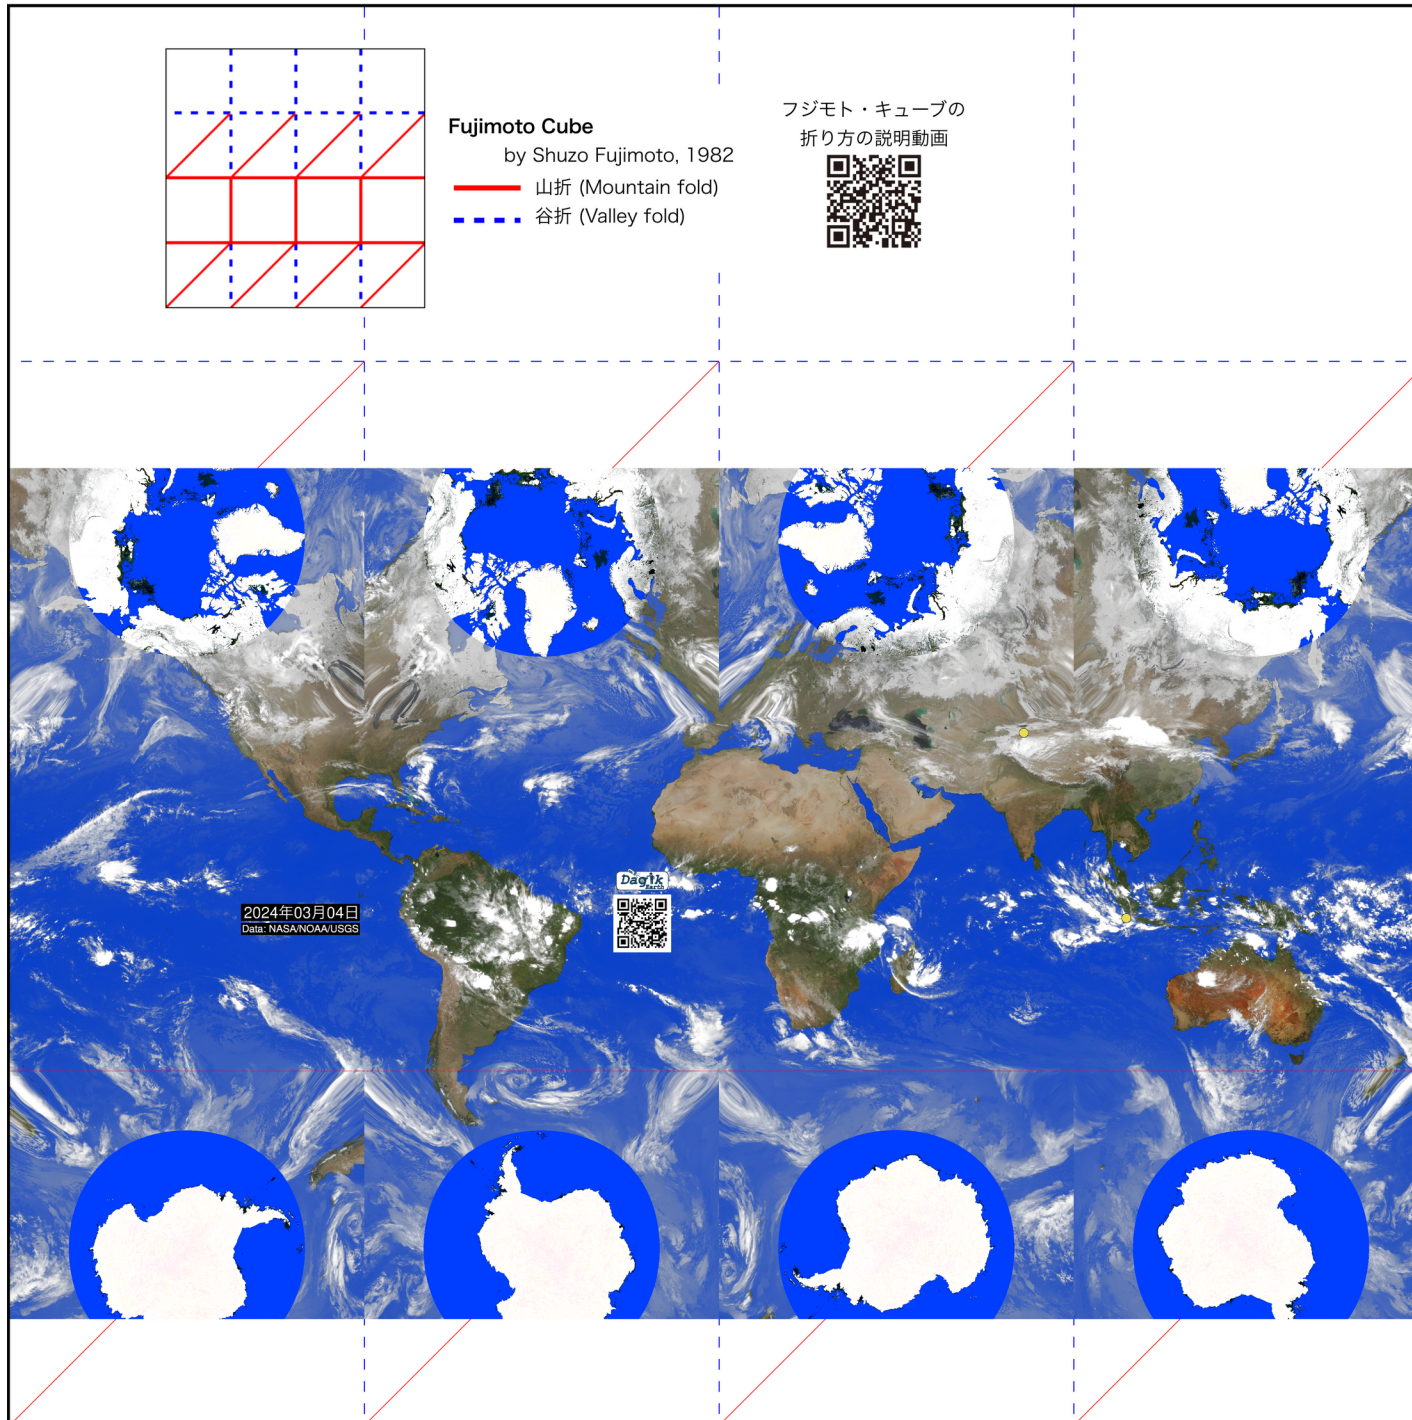 Fujimoto Cube
by Shuzo Fujimoto, 1982
山折 (Mountain fold)
谷折 (Valley fold)
フジモト・キューブの
折り方の説明動画
Dagik
Earth
2024年03月04日
Data: NASA/NOAA/USGS